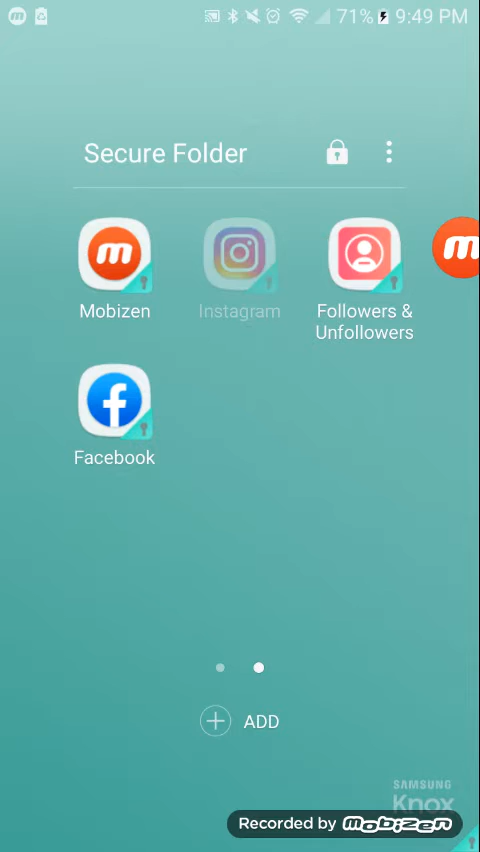 71% 9:49 PM
Secure Folder
Mobizen
Instagram
Followers &
Unfollowers
Facebook
ADD
SAMSUNG
Knox
Recorded by mobizen